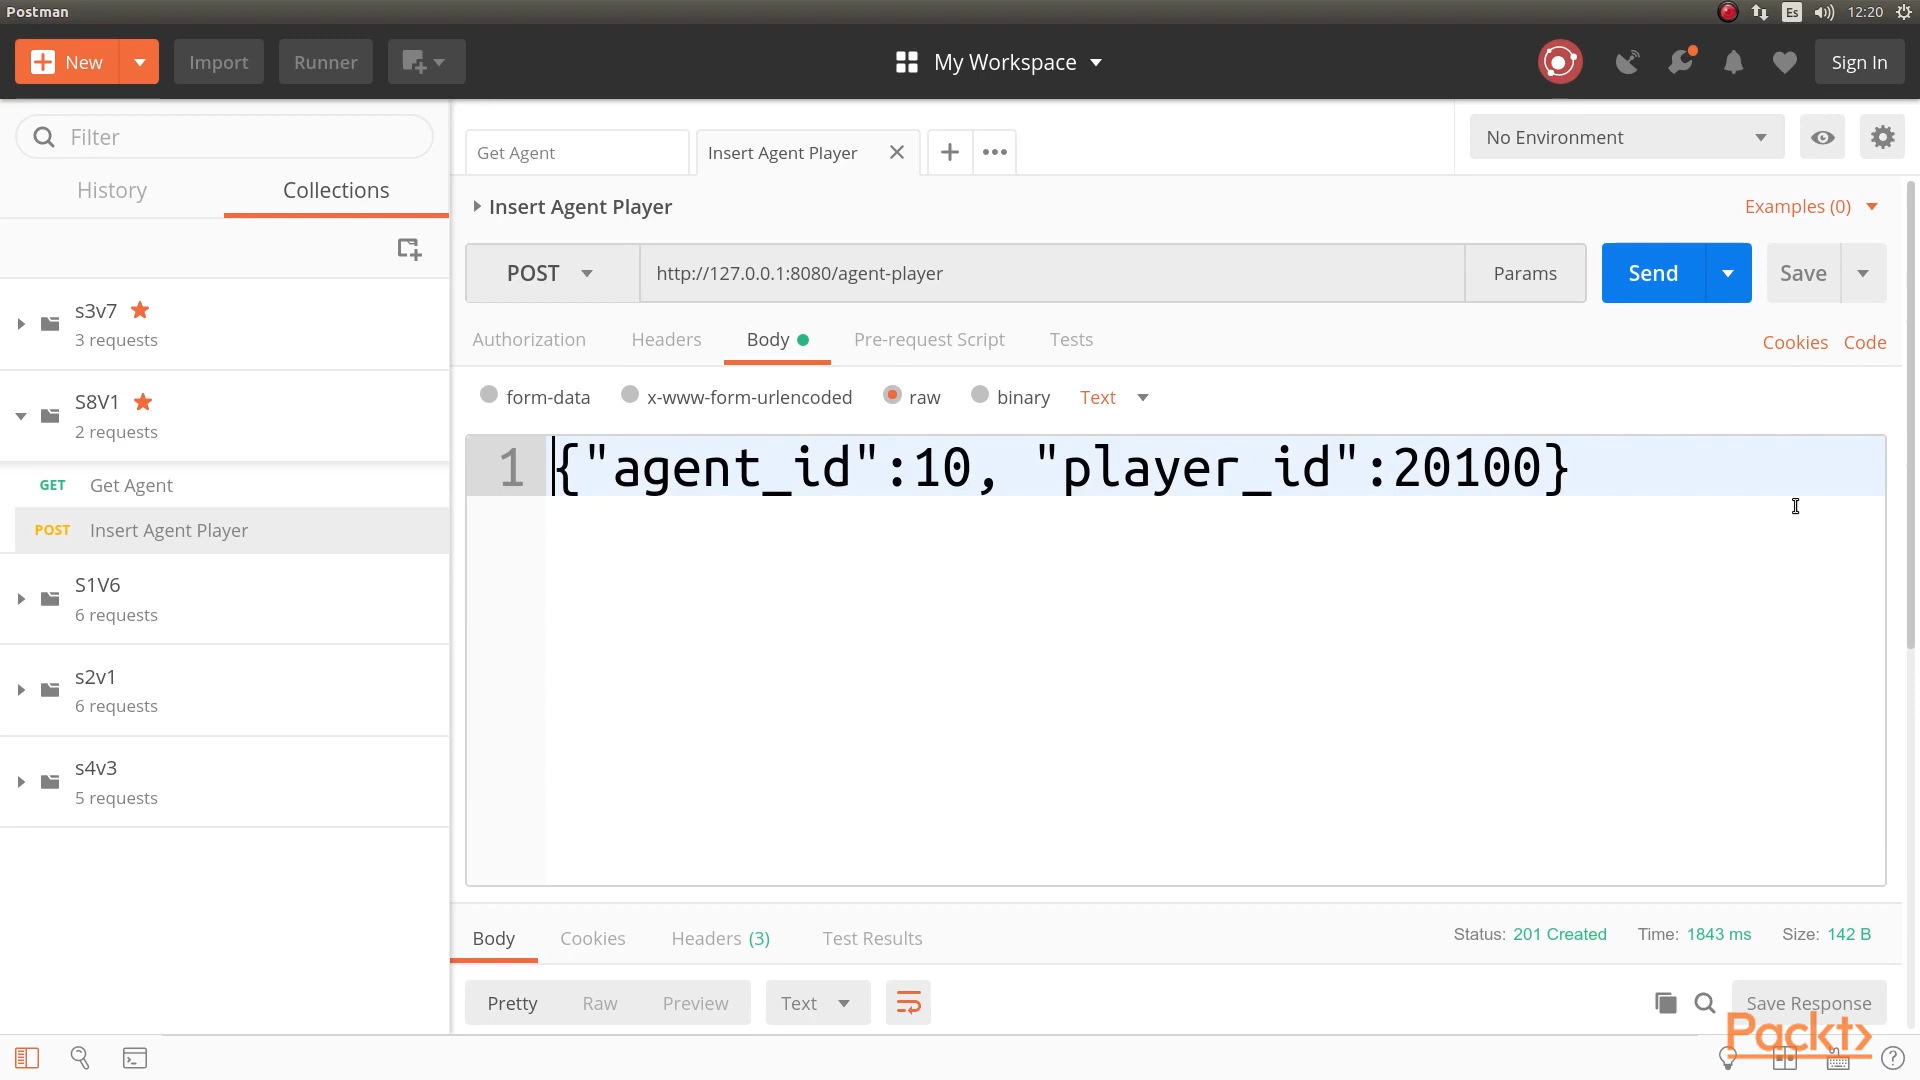 Postman
Es
12:20
New
Import
Runner
My Workspace
Sign In
Filter
History
Collections
s3v7
3 requests
S8V1
2 requests
GET Get Agent
POST Insert Agent Player
S1V6
6 requests
s2v1
6 requests
s4v3
5 requests
Get Agent
Insert Agent Player
No Environment
Insert Agent Player
Examples (0)
POST
http://127.0.0.1:8080/agent-player
Params
Send
Save
Authorization
Headers
Body
Pre-request Script
Tests
Cookies
Code
form-data
x-www-form-urlencoded
raw
binary
Text
1 {"agent_id":10, "player_id":20100}
Body
Cookies
Headers (3)
Test Results
Status: 201 Created
Time: 1843 ms
Size: 142 B
Pretty
Raw
Preview
Text
Save Response
Packt>